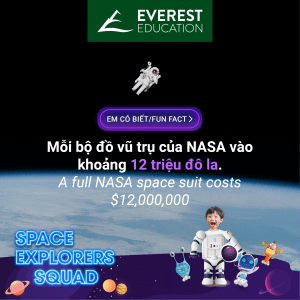 EVEREST
EDUCATION
EM CÓ BIẾT/FUN FACT >
Mỗi bộ đồ vũ trụ của NASA vào
khoảng 12 triệu đô la.
A full NASA space suit costs
$12,000,000
SPACE
EXPLORERS
SQUAD